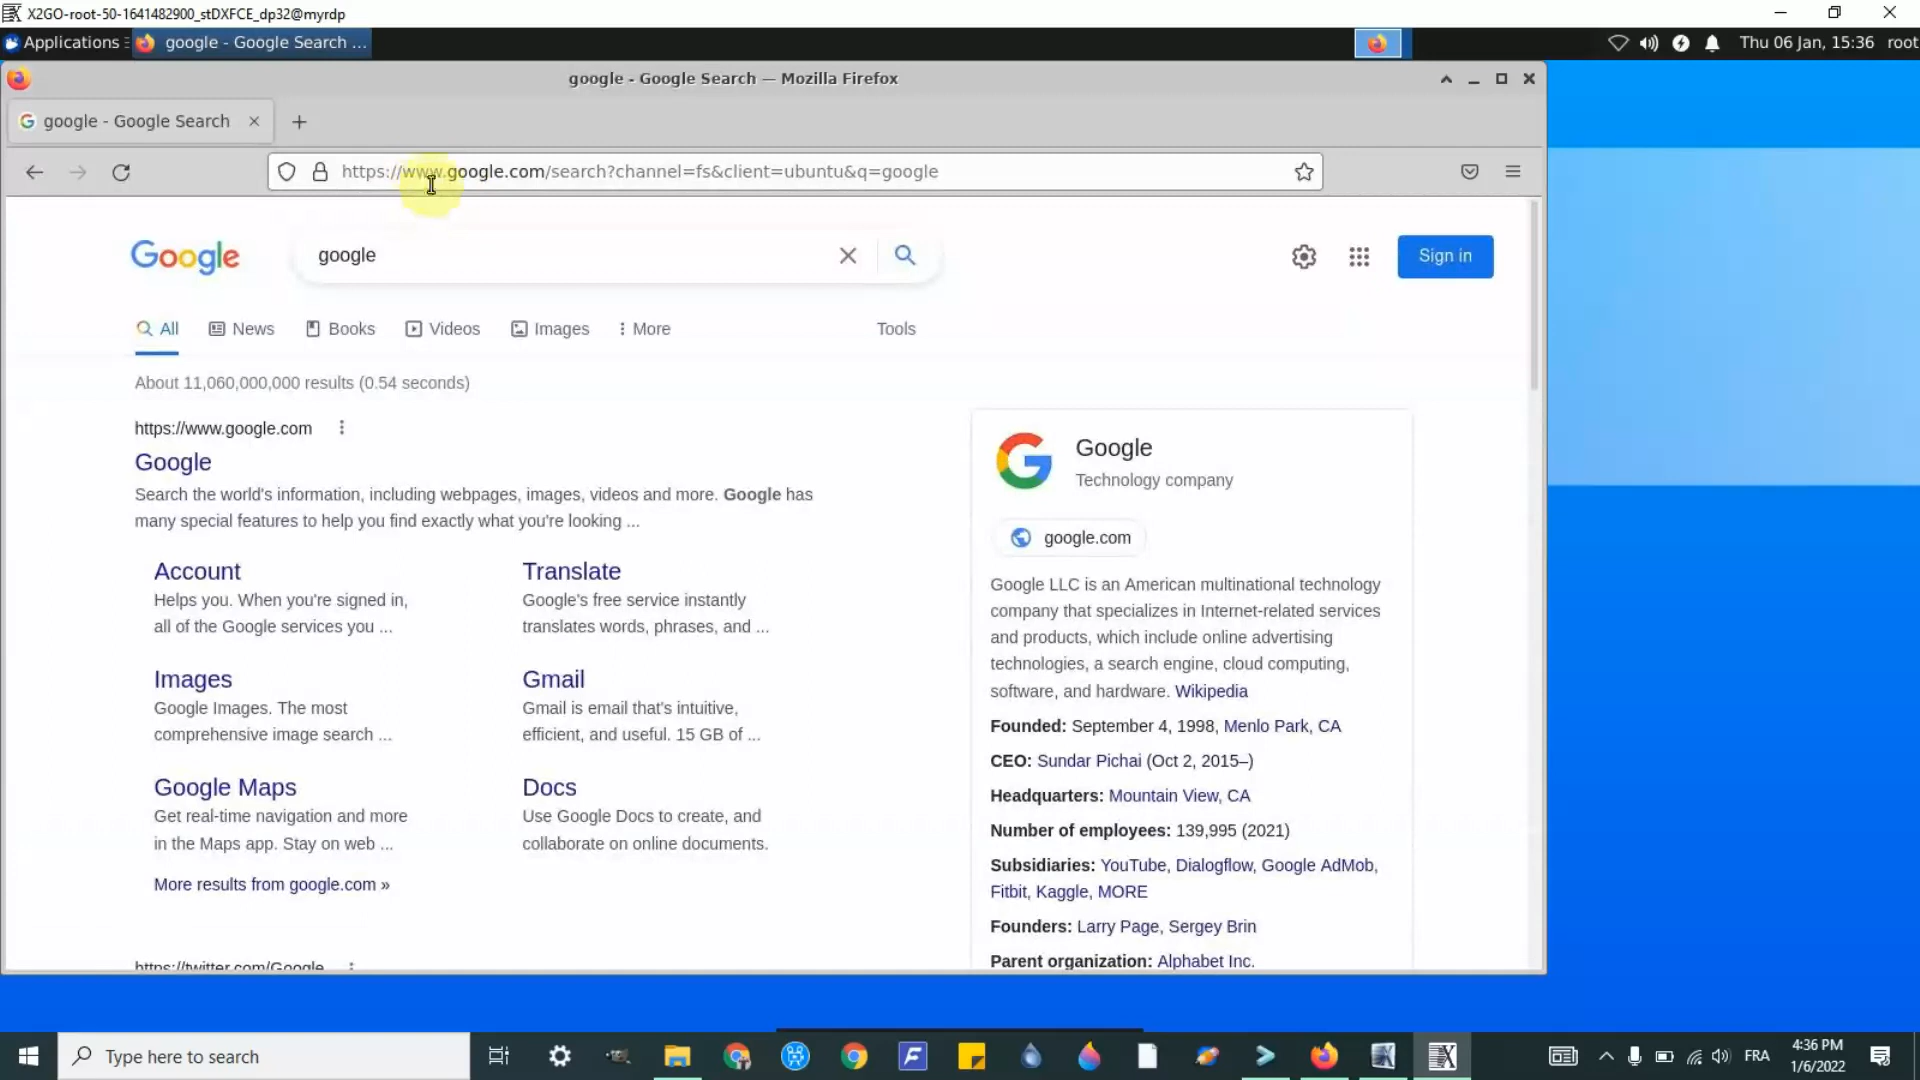 X2GO-root-50-1641482900_stDXFCE_dp32@myrdp
Applications google - Google Search ... Thu 06 Jan, 15:36 root
google - Google Search — Mozilla Firefox
google - Google Search
https://www.google.com/search?channel=fs&client=ubuntu&q=google
Google google Sign in
All News Books Videos Images More Tools
About 11,060,000,000 results (0.54 seconds)
https://www.google.com
Google
Search the world's information, including webpages, images, videos and more. Google has
many special features to help you find exactly what you're looking ...
Account
Helps you. When you're signed in,
all of the Google services you ...
Translate
Google's free service instantly
translates words, phrases, and ...
Images
Google Images. The most
comprehensive image search ...
Gmail
Gmail is email that's intuitive,
efficient, and useful. 15 GB of ...
Google Maps
Get real-time navigation and more
in the Maps app. Stay on web ...
Docs
Use Google Docs to create, and
collaborate on online documents.
More results from google.com »
https://twitter.com/Google
Google
Technology company
google.com
Google LLC is an American multinational technology
company that specializes in Internet-related services
and products, which include online advertising
technologies, a search engine, cloud computing,
software, and hardware. Wikipedia
Founded: September 4, 1998, Menlo Park, CA
CEO: Sundar Pichai (Oct 2, 2015–)
Headquarters: Mountain View, CA
Number of employees: 139,995 (2021)
Subsidiaries: YouTube, Dialogflow, Google AdMob,
Fitbit, Kaggle, MORE
Founders: Larry Page, Sergey Brin
Parent organization: Alphabet Inc.
Type here to search FRA 4:36 PM
1/6/2022